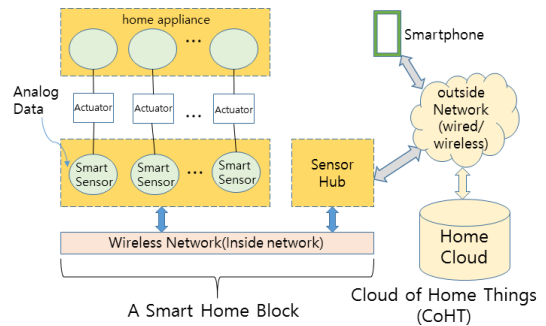 home appliance
...
Smartphone
Analog
Data
Actuator
Actuator
...
Actuator
outside
Network
(wired/
wireless)
Smart
Sensor
Smart
Sensor
...
Smart
Sensor
Sensor
Hub
Wireless Network(Inside network)
Home
Cloud
A Smart Home Block
Cloud of Home Things
(CoHT)